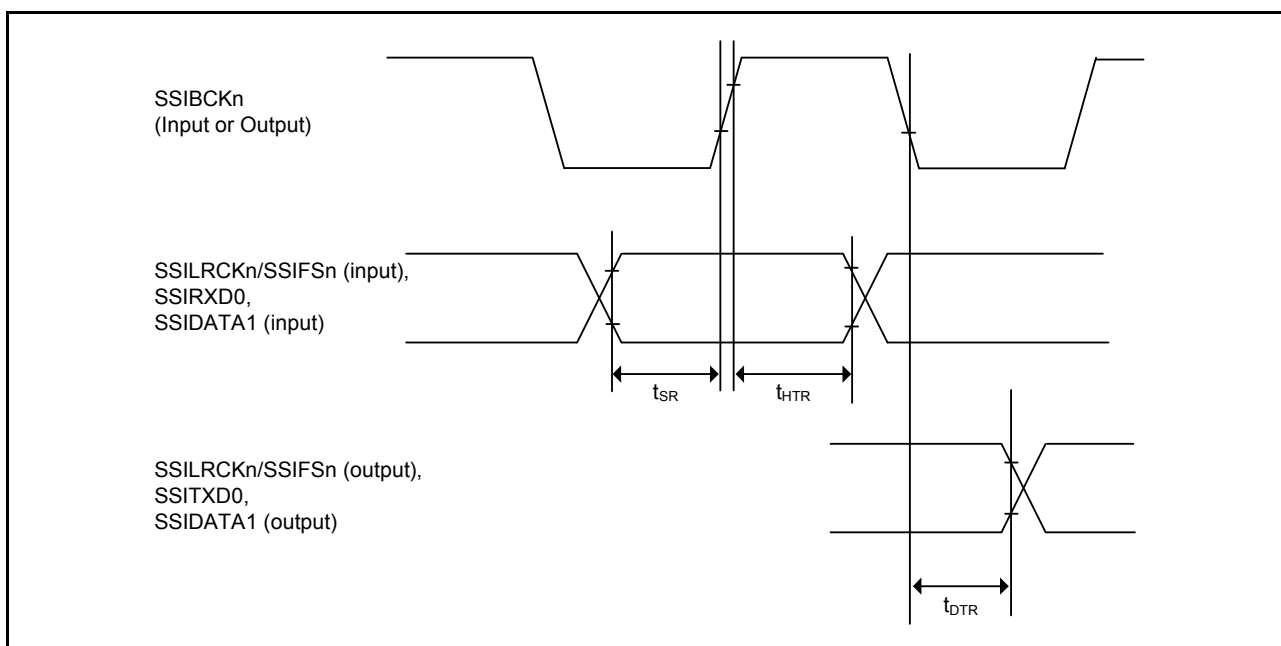 SSIBCKn
(Input or Output)
SSILRCKn/SSIFSn (input),
SSIRXD0,
SSIDATA1 (input)
tSR
tHTR
SSILRCKn/SSIFSn (output),
SSITXD0,
SSIDATA1 (output)
tDTR